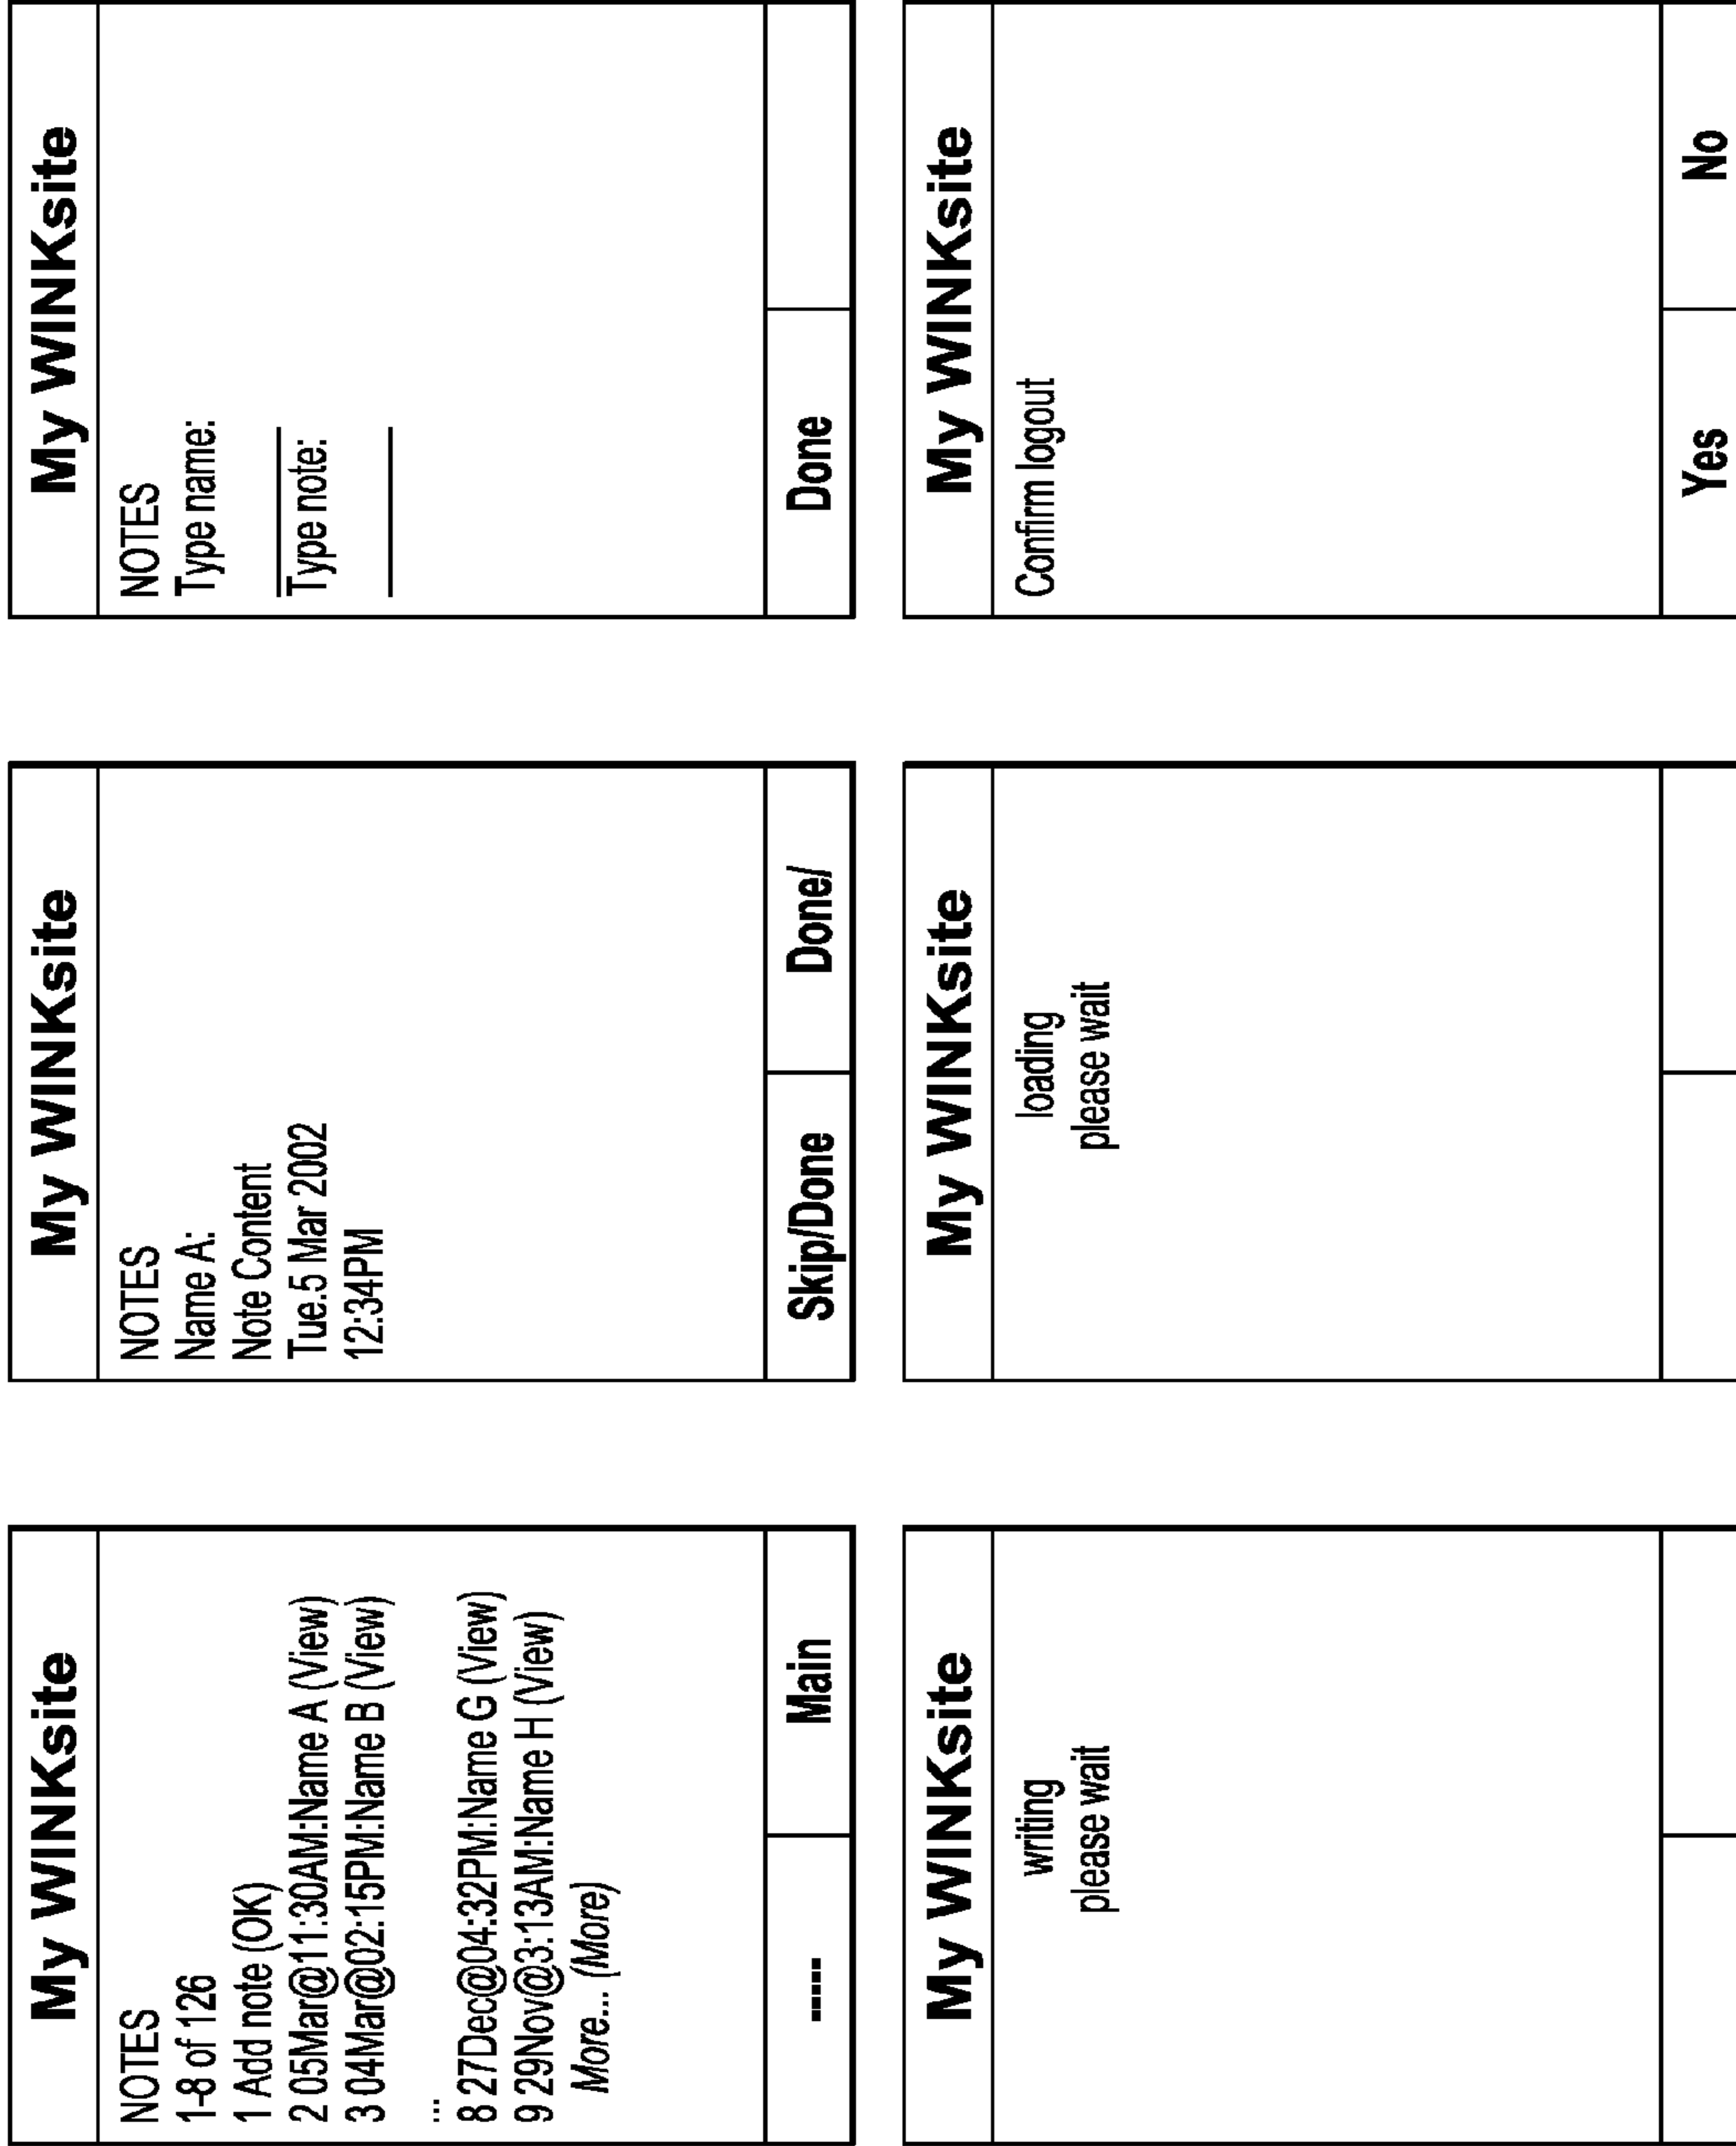 My WINKsite
NOTES
1-8 of 126
1 Add note (OK)
2 05Mar@11:30AM:Name A (View)
3 04Mar@02:15PM:Name B (View)
...
8 27Dec@04:32PM:Name G (View)
9 29Nov@3:13AM:Name H (View)
More... (More)
-----
Main
My WINKsite
NOTES
Name A:
Note Content
Tue.5 Mar 2002
12:34PM
Skip/Done
Done/
My WINKsite
NOTES
Type name:
Type note:
Done
My WINKsite
writing
please wait
My WINKsite
loading
please wait
My WINKsite
Confirm logout
Yes
No